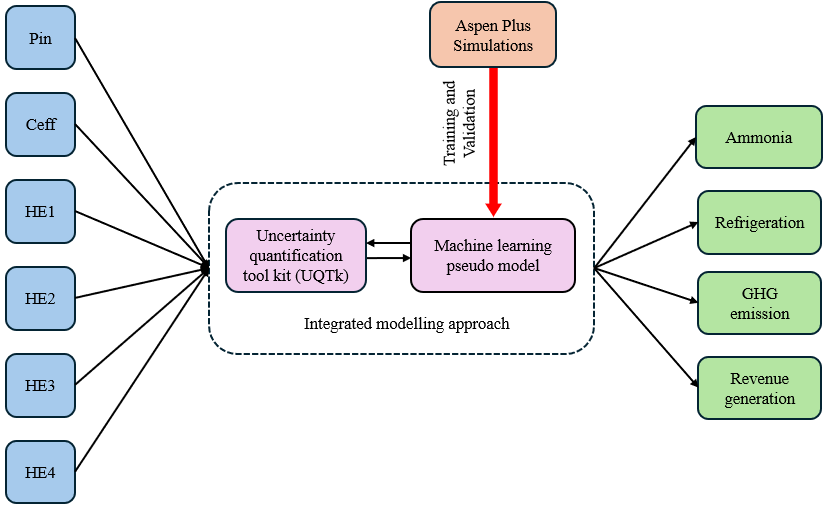 Pin
Ceff
HE1
HE2
HE3
HE4
Aspen Plus
Simulations
Training and
Validation
Uncertainty
quantification
tool kit (UQTk)
Machine learning
pseudo model
Integrated modelling approach
Ammonia
Refrigeration
GHG
emission
Revenue
generation